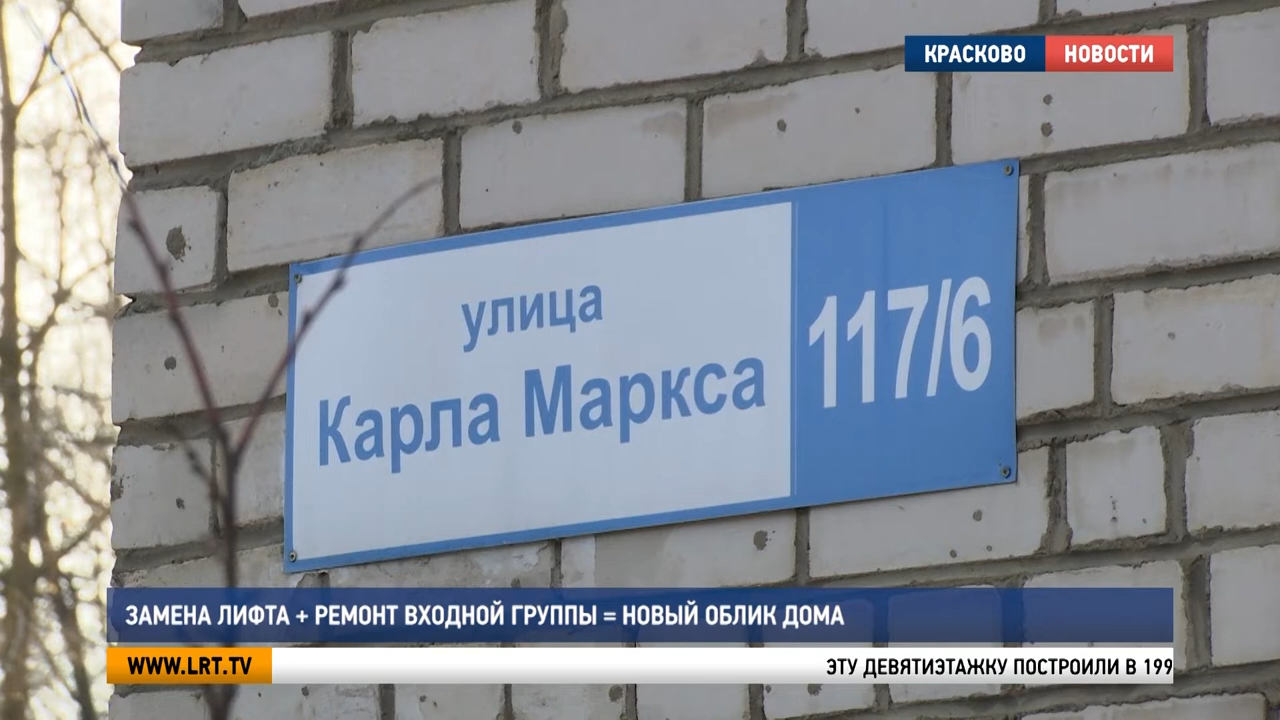 КРАСКОВО НОВОСТИ
улица
Карла Маркса
117/6
ЗАМЕНА ЛИФТА + РЕМОНТ ВХОДНОЙ ГРУППЫ = НОВЫЙ ОБЛИК ДОМА
WWW.LRT.TV
ЭТУ ДЕВЯТИЭТАЖКУ ПОСТРОИЛИ В 199